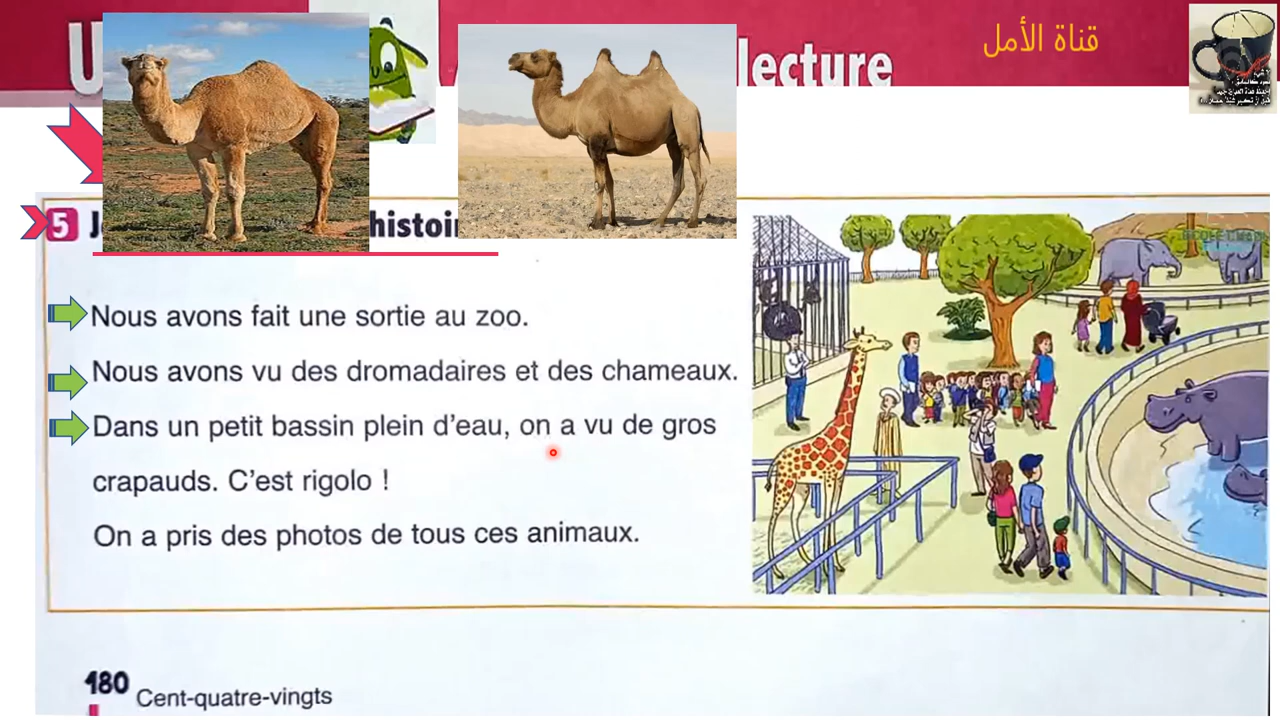 lecture
قناة الأمل
5
Nous avons fait une sortie au zoo.
Nous avons vu des dromadaires et des chameaux.
Dans un petit bassin plein d'eau, on a vu de gros
crapauds. C'est rigolo !
On a pris des photos de tous ces animaux.
180 Cent-quatre-vingts